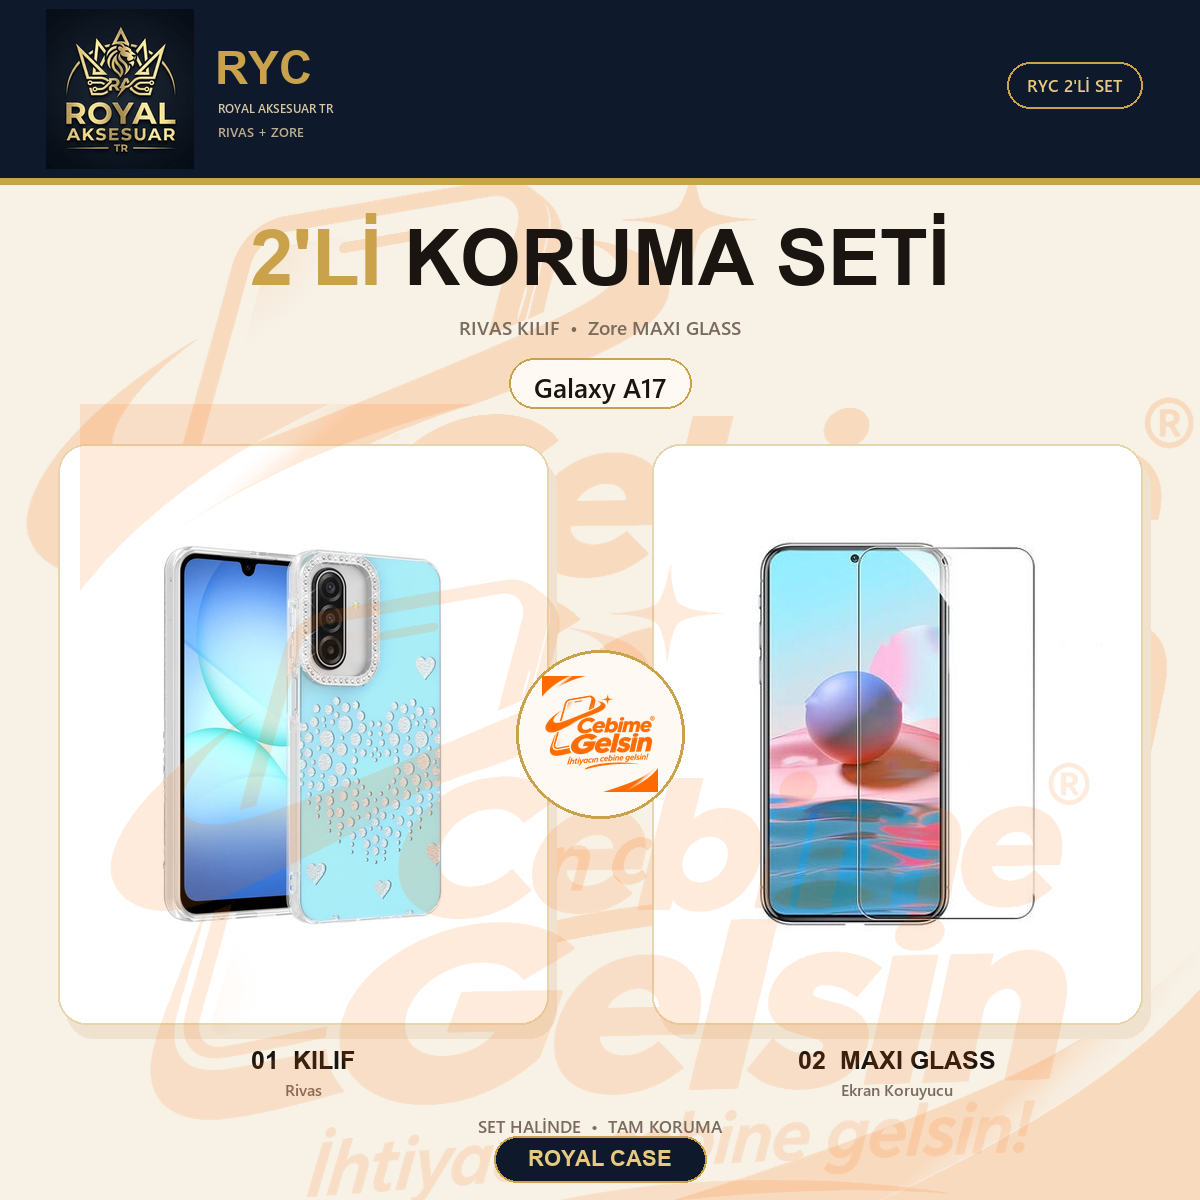 ROYAL
AKSESUAR
TR
RYC
ROYAL AKSESUAR TR
RIVAS + ZORE
RYC 2'Lİ SET
2'Lİ KORUMA SETİ
RIVAS KILIF • Zore MAXI GLASS
Galaxy A17
Cebime®
Gelsin
İhtiyacın cebine gelsin!
Cebime®
Gelsin
01 KILIF
02 MAXI GLASS
Rivas
Ekran Koruyucu
SET HALİNDE • TAM KORUMA
ROYAL CASE